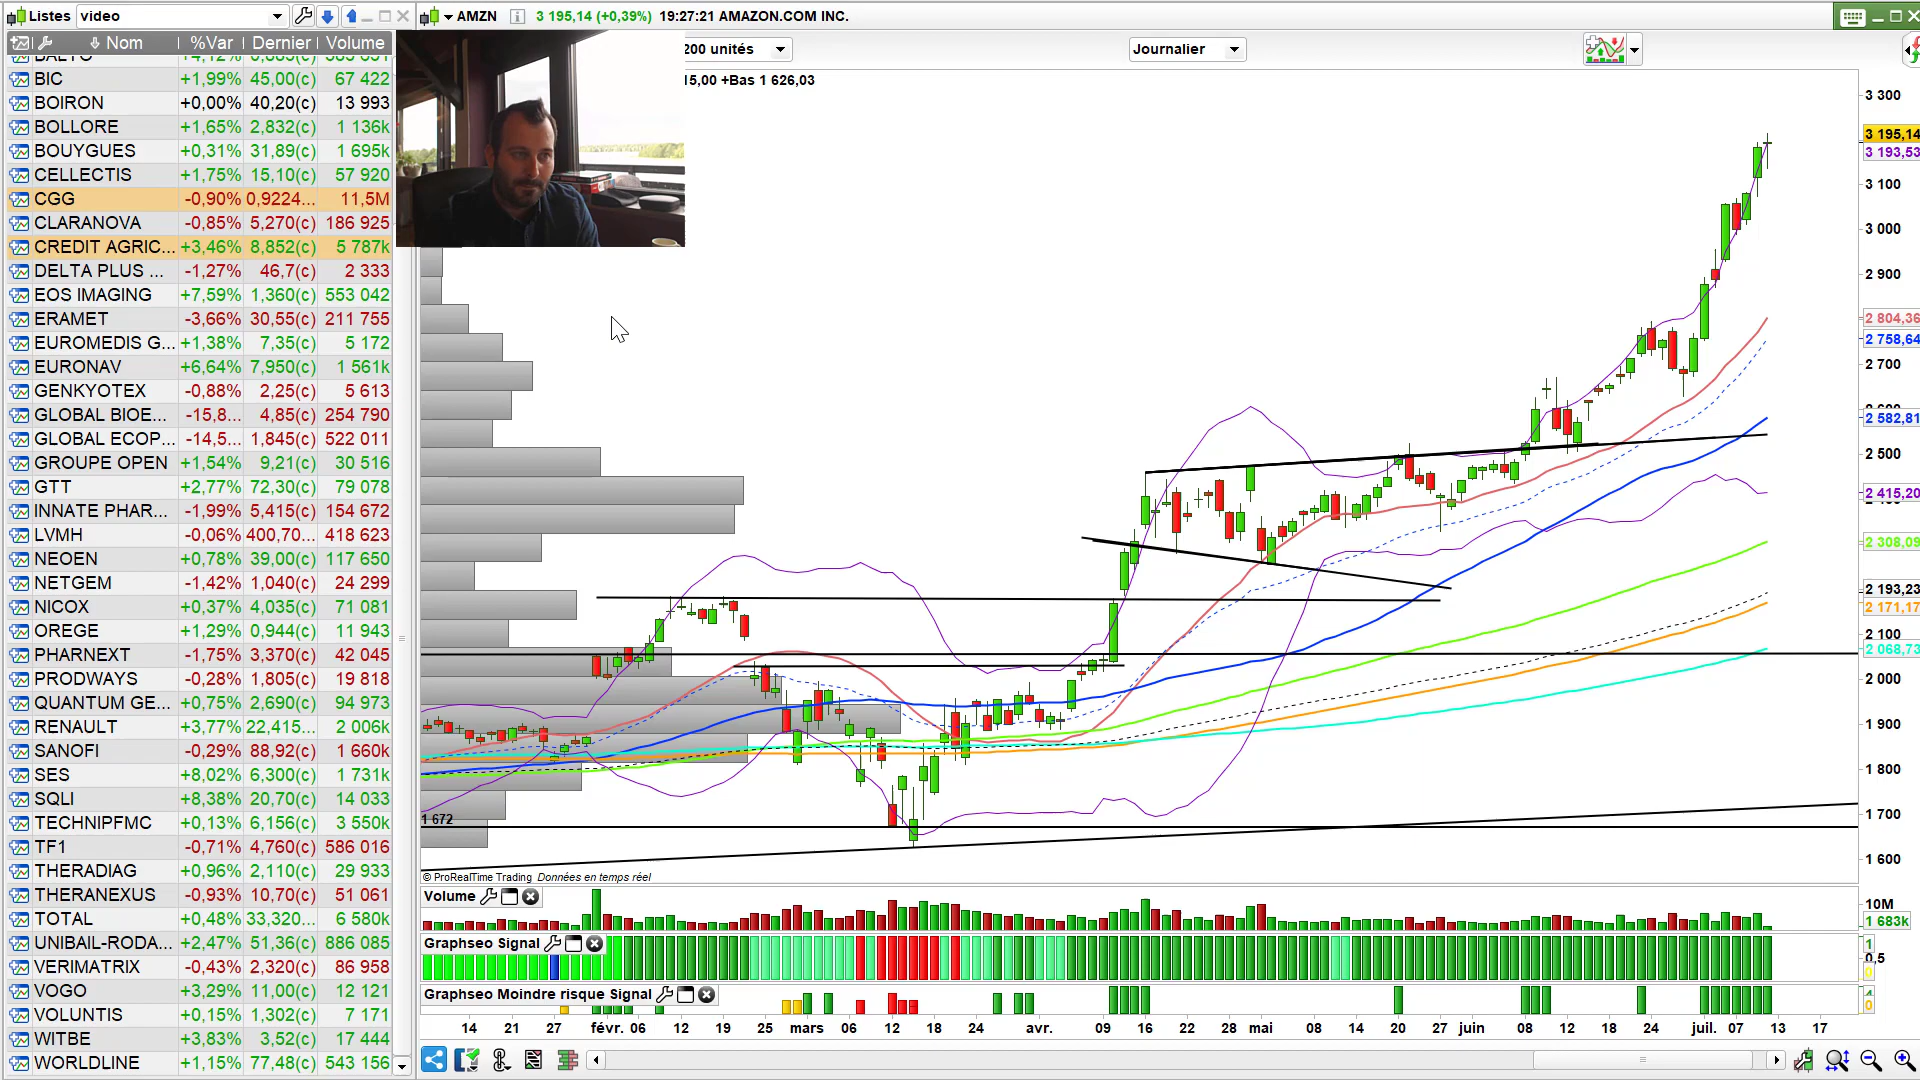 Listes video
Nom %Var Dernier Volume
BIC +1,99% 45,00(c) 67 422
BOIRON +0,00% 40,20(c) 13 993
BOLLORE +1,65% 2,832(c) 1 136k
BOUYGUES +0,31% 31,89(c) 1 695k
CELLECTIS +1,75% 15,10(c) 57 920
CGG -0,90% 0,9224... 11,5M
CLARANOVA -0,85% 5,270(c) 186 925
CREDIT AGRIC... +3,46% 8,852(c) 5 787k
DELTA PLUS ... -1,27% 46,7(c) 2 333
EOS IMAGING +7,59% 1,360(c) 553 042
ERAMET -3,66% 30,55(c) 211 755
EUROMEDIS G... +1,38% 7,35(c) 5 172
EURONAV +6,64% 7,950(c) 1 561k
GENKYOTEX -0,88% 2,25(c) 5 613
GLOBAL BIOE... -15,8... 4,85(c) 254 790
GLOBAL ECOP... -14,5... 1,845(c) 522 011
GROUPE OPEN +1,54% 9,21(c) 30 516
GTT +2,77% 72,30(c) 79 078
INNATE PHAR... -1,99% 5,415(c) 154 672
LVMH -0,06% 400,70... 418 623
NEOEN +0,78% 39,00(c) 117 650
NETGEM -1,42% 1,040(c) 24 299
NICOX +0,37% 4,035(c) 71 081
OREGE +1,29% 0,944(c) 11 943
PHARNEXT -1,75% 3,370(c) 42 045
PRODWAYS -0,28% 1,805(c) 19 818
QUANTUM GE... +0,75% 2,690(c) 94 973
RENAULT +3,77% 22,415... 2 006k
SANOFI -0,29% 88,92(c) 1 660k
SES +8,02% 6,300(c) 1 731k
SQLI +8,38% 20,70(c) 14 033
TECHNIPFMC +0,13% 6,156(c) 3 550k
TF1 -0,71% 4,760(c) 586 016
THERADIAG +0,96% 2,110(c) 29 933
THERANEXUS -0,93% 10,70(c) 51 061
TOTAL +0,48% 33,320... 6 580k
UNIBAIL-RODA... +2,47% 51,36(c) 886 085
VERIMATRIX -0,43% 2,320(c) 86 958
VOGO +3,29% 11,00(c) 12 121
VOLUNTIS +0,15% 1,302(c) 7 171
WITBE +3,83% 3,52(c) 17 444
WORLDLINE +1,15% 77,48(c) 543 156
AMZN 3 195,14 (+0,39%) 19:27:21 AMAZON.COM INC.
200 unités Journalier
15,00 +Bas 1 626,03
3 300
3 195,14
3 193,53
3 100
3 000
2 900
2 804,36
2 758,64
2 700
2 582,81
2 500
2 415,20
2 308,09
2 193,23
2 171,17
2 100
2 068,73
2 000
1 900
1 800
1 700
1 672
1 600
© ProRealTime Trading Données en temps réel
Volume
10M
1 683k
Graphseo Signal
1
0,5
0
Graphseo Moindre risque Signal
0
14 21 27 févr. 06 12 19 25 mars 06 12 18 24 avr. 09 16 22 28 mai 08 14 20 27 juin 08 12 18 24 juil. 07 13 17